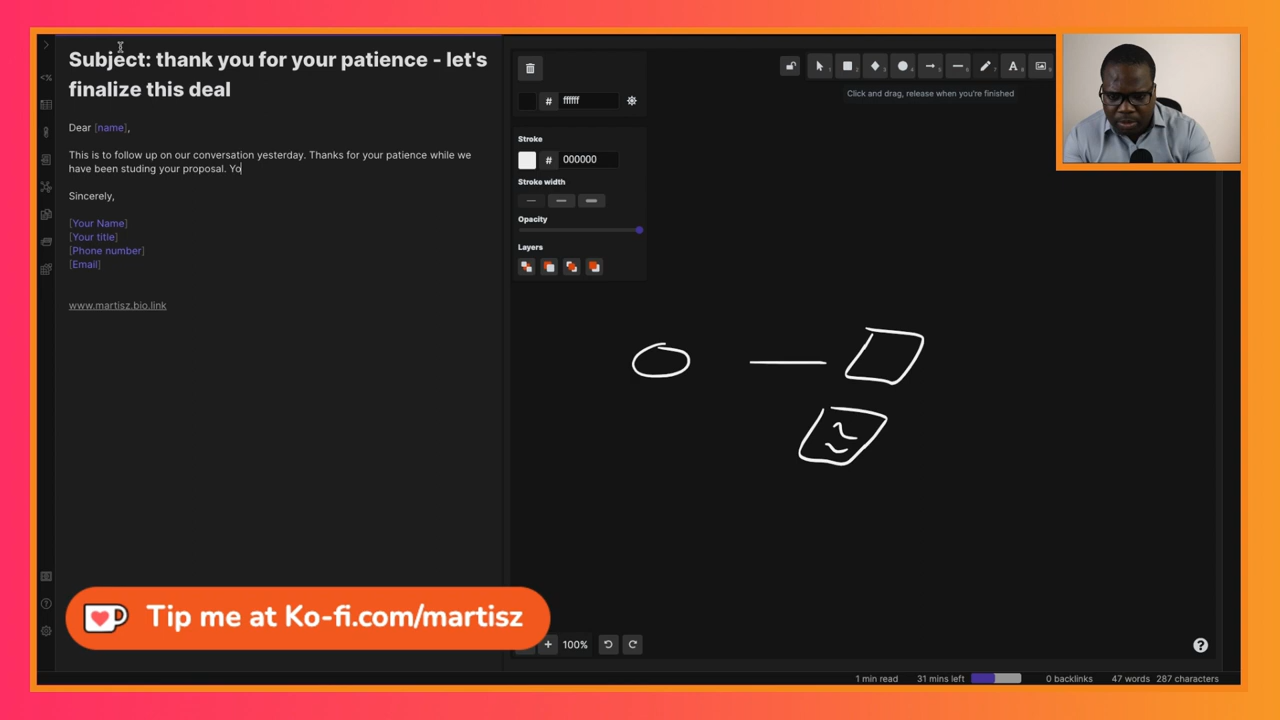 Subject: thank you for your patience - let's
finalize this deal
Dear [name],
This is to follow up on our conversation yesterday. Thanks for your patience while we
have been studing your proposal. Yo
Sincerely,
[Your Name]
[Your title]
[Phone number]
[Email]
www.martisz.bio.link
Tip me at Ko-fi.com/martisz
# ffffff
Stroke
# 000000
Stroke width
Opacity
Layers
A
Click and drag, release when you're finished
+ 100%
?
1 min read 31 mins left 0 backlinks 47 words 287 characters